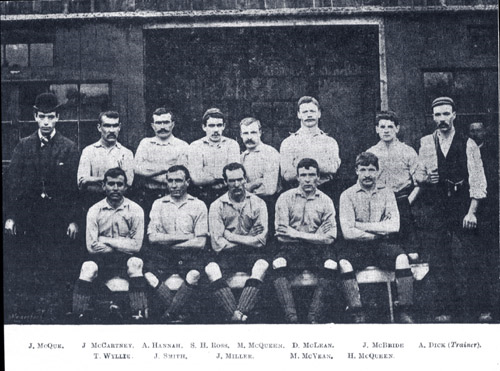 J, MCQUE, J MCCARTNEY, A. HANNAH, S. H. ROSS, M. MCQUEEN, D. MCLEAN, J. MCBRIDE A. DICK (Trainer).
T. WYLLIE J. SMITH, J. MILLER, M. MCVEAN, H. MCQUEEN.